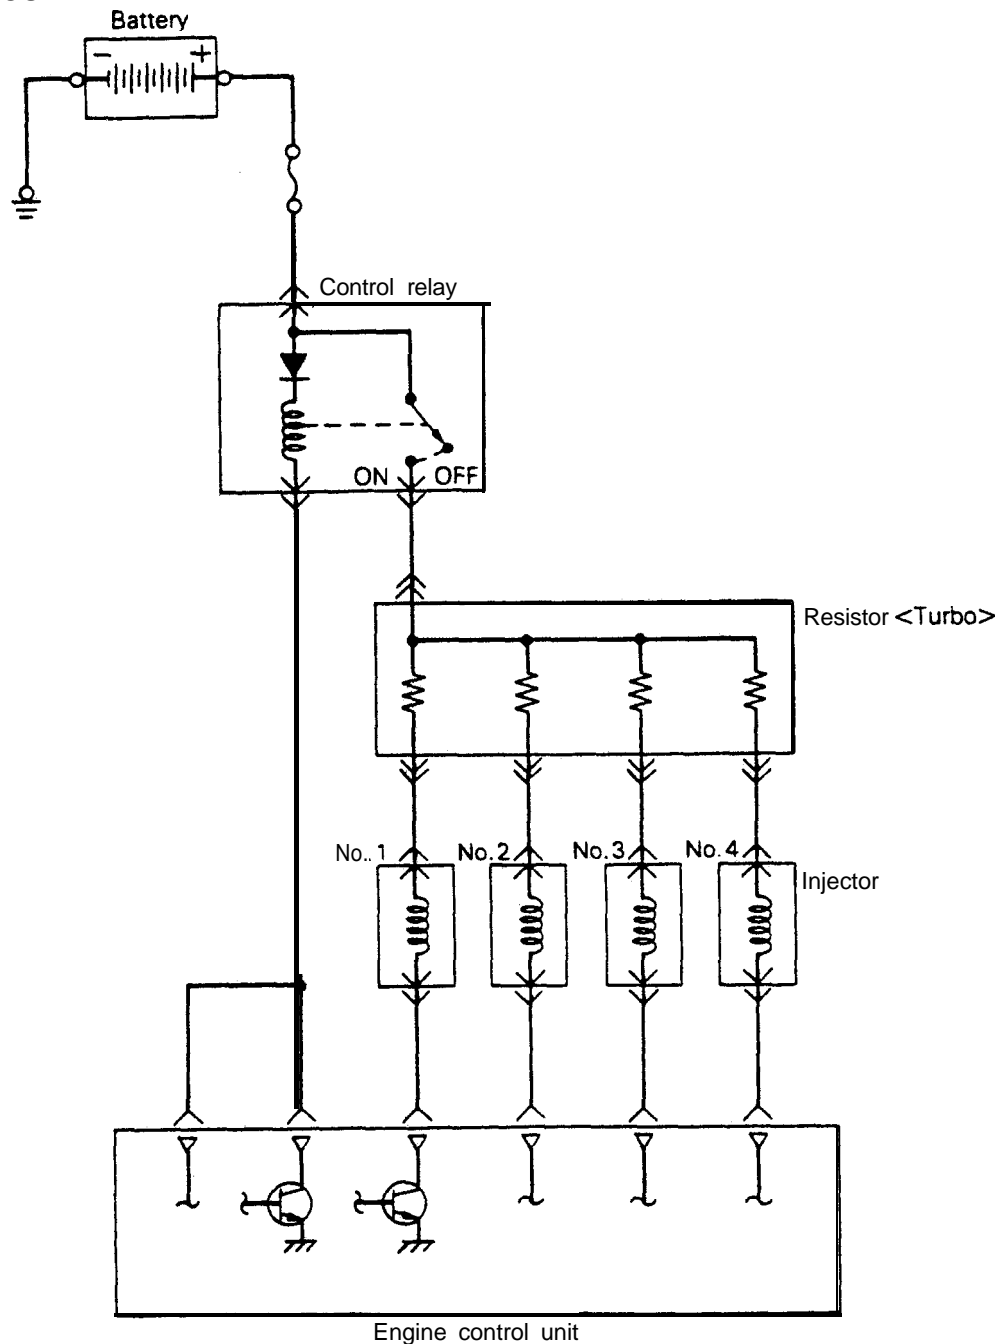 Battery
− +
Control relay
ON OFF
Resistor <Turbo>
No..1 No.2 No.3 No.4
Injector
Engine control unit